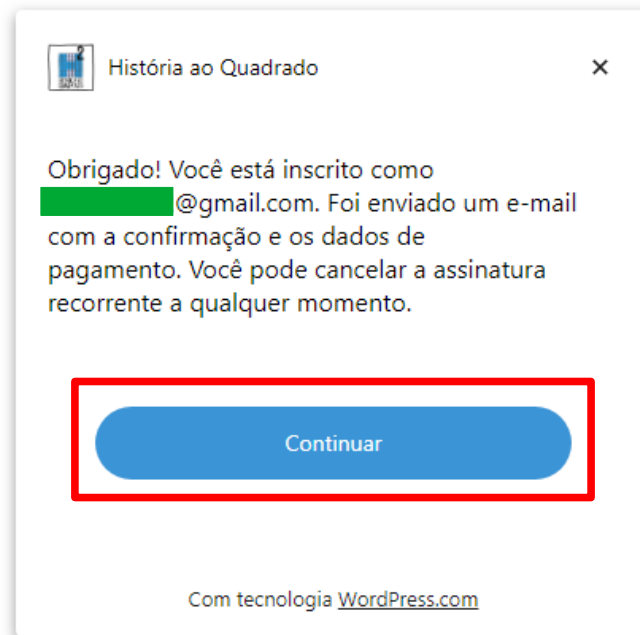 História ao Quadrado
Obrigado! Você está inscrito como
@gmail.com. Foi enviado um e-mail
com a confirmação e os dados de
pagamento. Você pode cancelar a assinatura
recorrente a qualquer momento.
Continuar
Com tecnologia WordPress.com